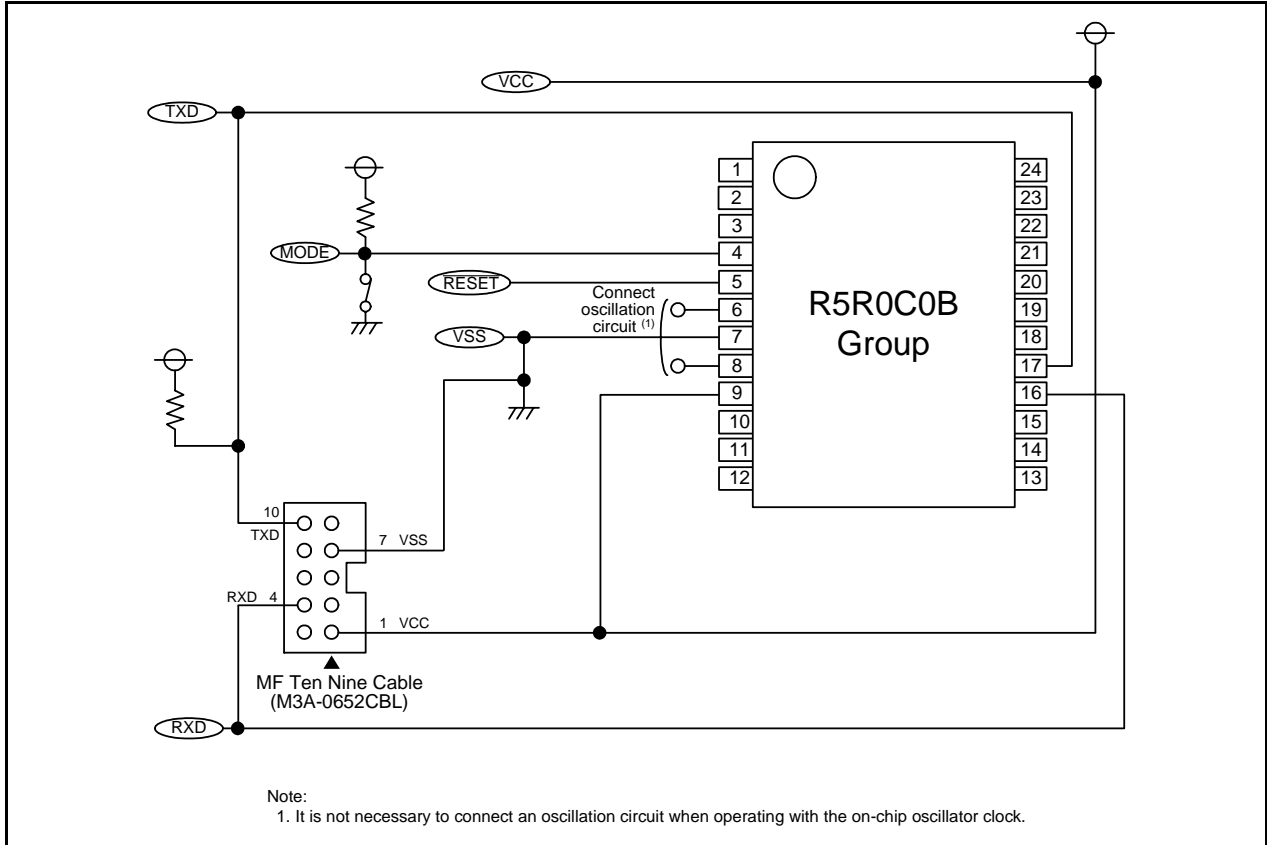 VCC
TXD
MODE
RESET
Connect
oscillation
circuit (1)
VSS
1
2
3
4
5
6
7
8
9
10
11
12
24
23
22
21
20
19
18
17
16
15
14
13
R5R0C0B
Group
10
TXD
7 VSS
RXD 4
1 VCC
MF Ten Nine Cable
(M3A-0652CBL)
RXD
Note:
1. It is not necessary to connect an oscillation circuit when operating with the on-chip oscillator clock.